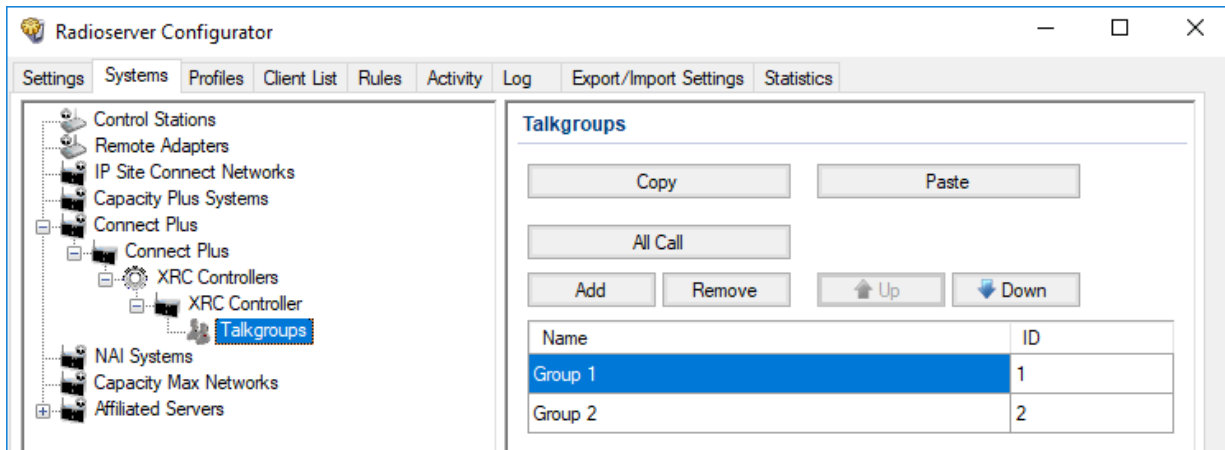 Radioserver Configurator
Settings Systems Profiles Client List Rules Activity Log Export/Import Settings Statistics
Control Stations
Remote Adapters
IP Site Connect Networks
Capacity Plus Systems
Connect Plus
Connect Plus
XRC Controllers
XRC Controller
Talkgroups
NAI Systems
Capacity Max Networks
Affiliated Servers
Talkgroups
Copy Paste
All Call
Add Remove Up Down
Name ID
Group 1 1
Group 2 2